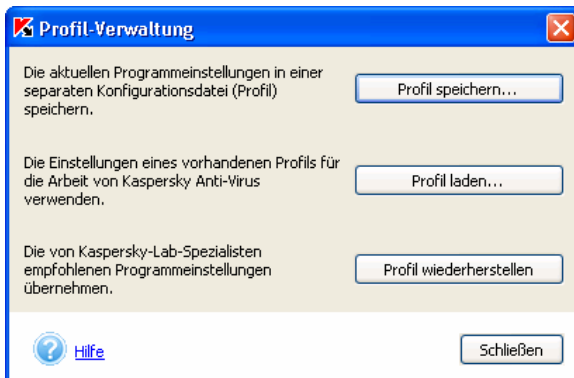 Profil-Verwaltung
Die aktuellen Programmeinstellungen in einer
separaten Konfigurationsdatei (Profil)
speichern.
Profil speichern...
Die Einstellungen eines vorhandenen Profils für
die Arbeit von Kaspersky Anti-Virus
verwenden.
Profil laden...
Die von Kaspersky-Lab-Spezialisten
empfohlenen Programmeinstellungen
übernehmen.
Profil wiederherstellen
Hilfe
Schließen